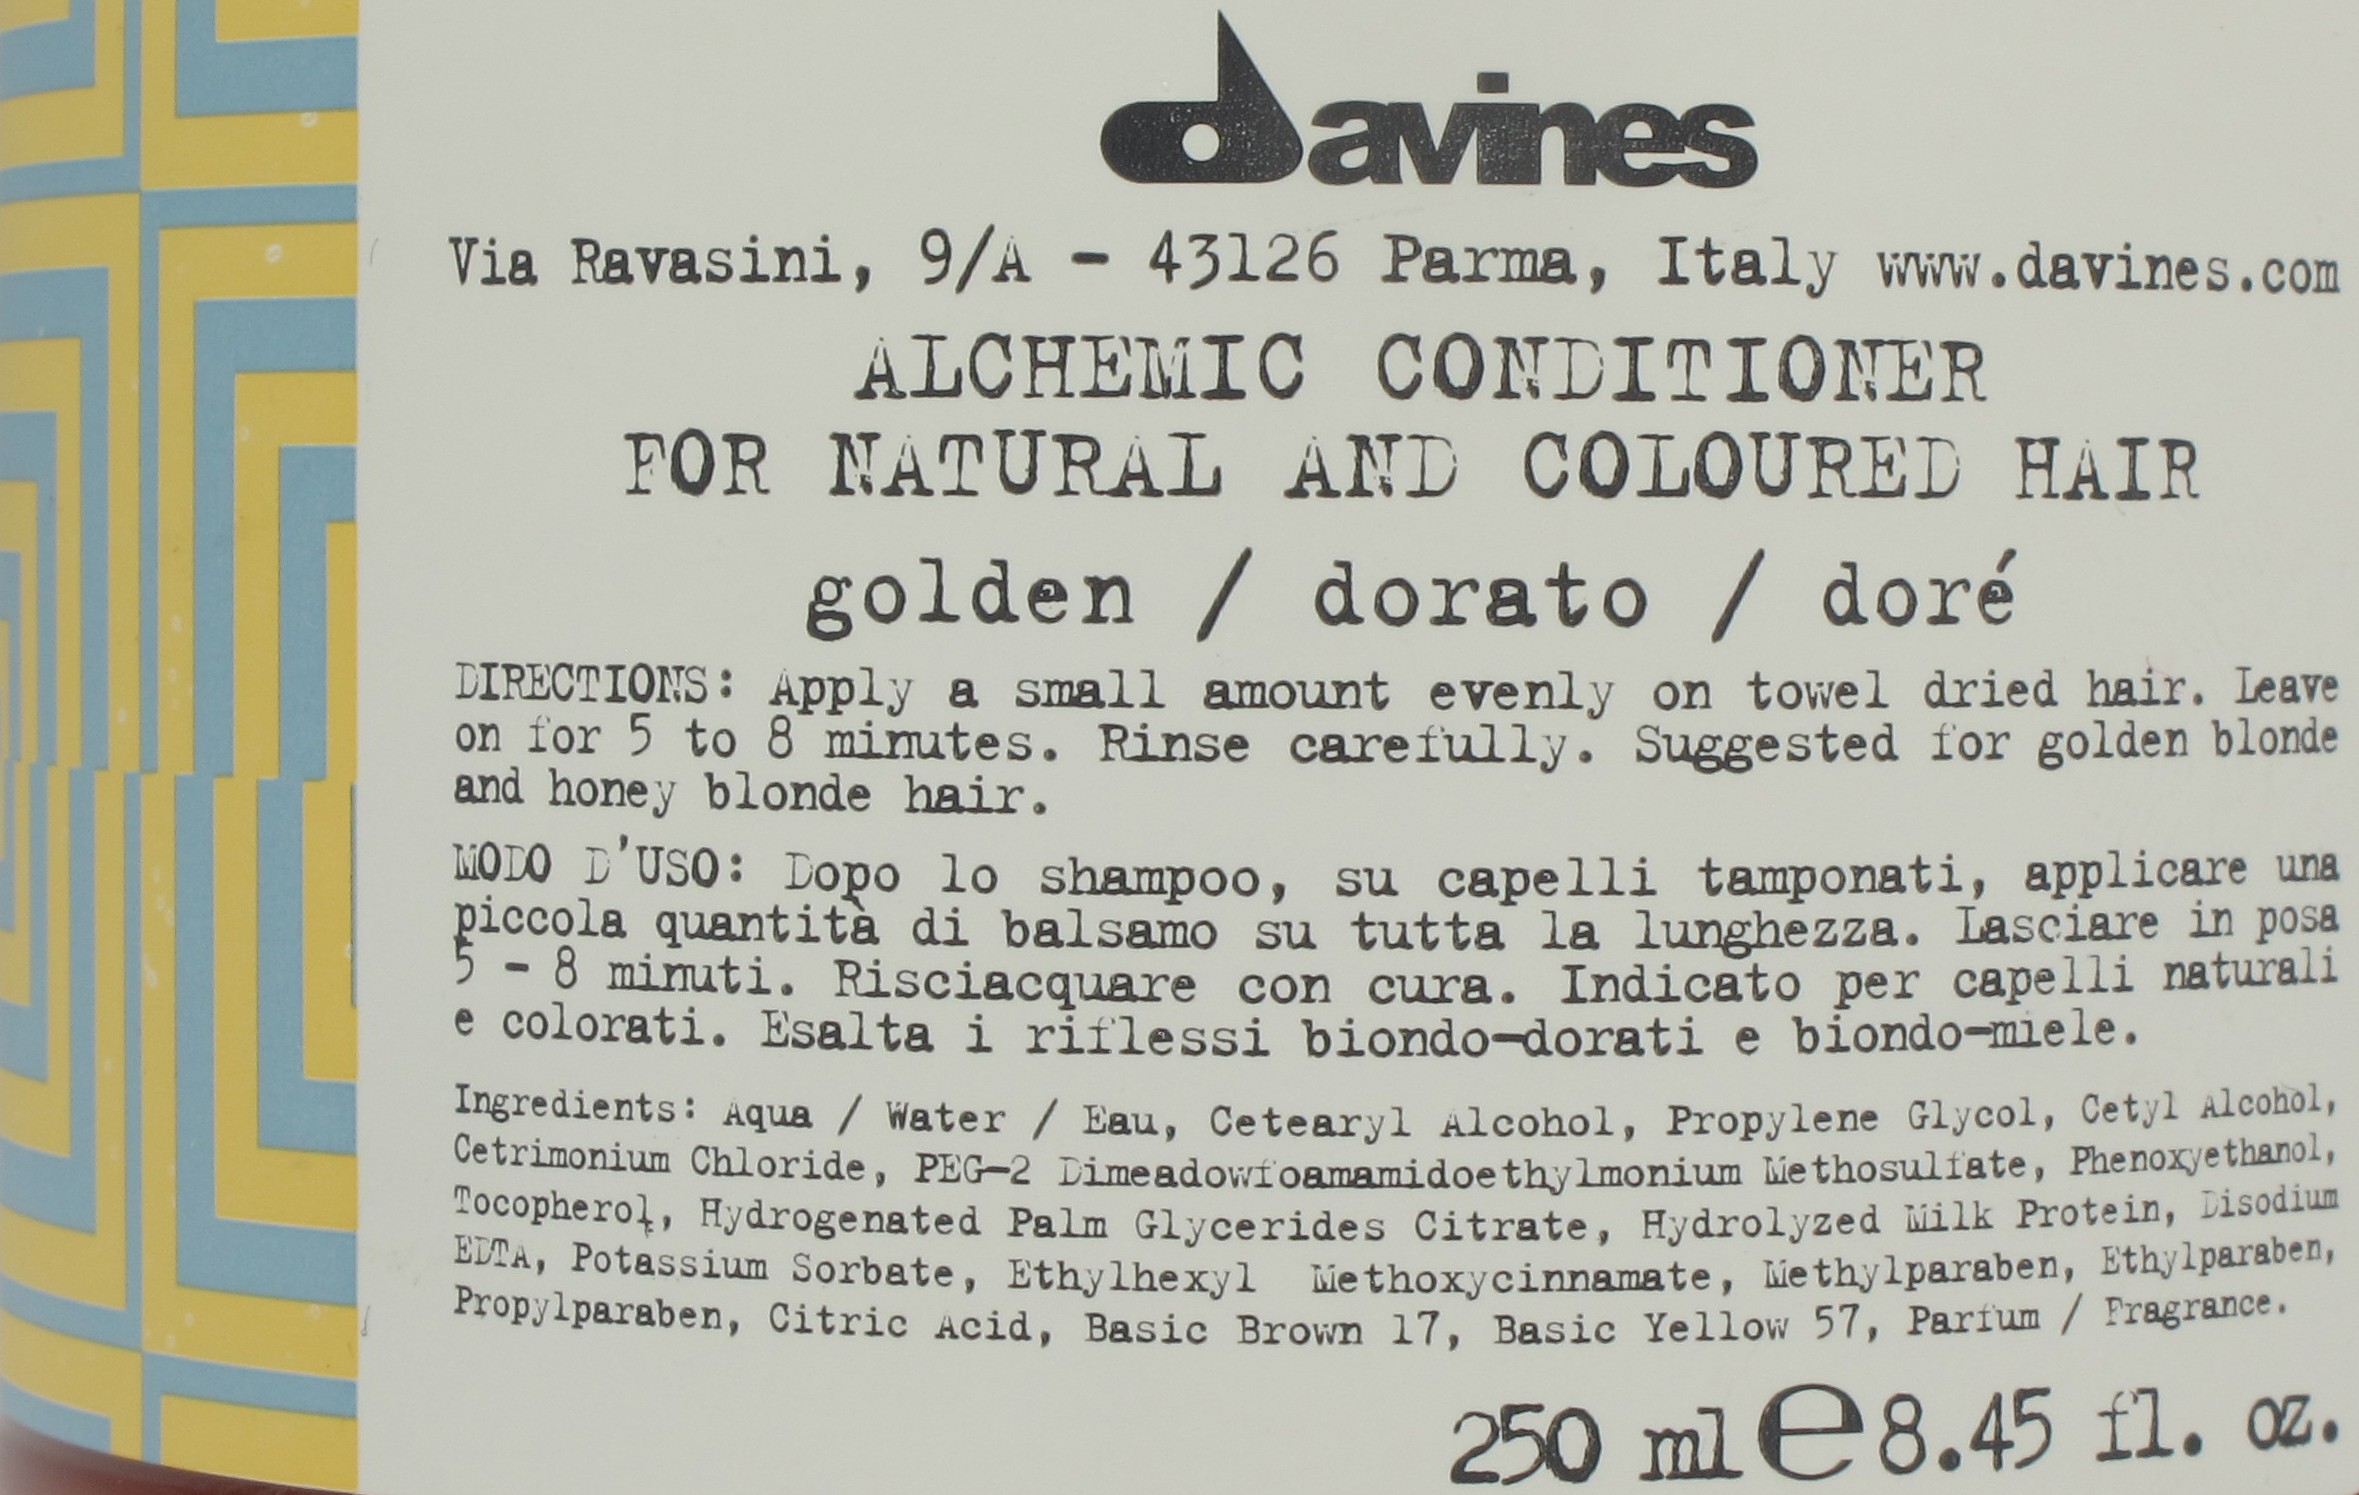 davines
Via Ravasini, 9/A - 43126 Parma, Italy www.davines.com
ALCHEMIC CONDITIONER
FOR NATURAL AND COLOURED HAIR
golden / dorato / doré
DIRECTIONS: Apply a small amount evenly on towel dried hair. Leave
on for 5 to 8 minutes. Rinse carefully. Suggested for golden blonde
and honey blonde hair.
MODO D'USO: Dopo lo shampoo, su capelli tamponati, applicare una
piccola quantità di balsamo su tutta la lunghezza. Lasciare in posa
5 - 8 minuti. Risciacquare con cura. Indicato per capelli naturali
e colorati. Esalta i riflessi biondo-dorati e biondo-miele.
Ingredients: Aqua / Water / Eau, Cetearyl Alcohol, Propylene Glycol, Cetyl Alcohol,
Cetrimonium Chloride, PEG-2 Dimeadowfoamamidoethylmonium Methosulfate, Phenoxyethanol,
Tocopherol, Hydrogenated Palm Glycerides Citrate, Hydrolyzed Milk Protein, Disodium
EDTA, Potassium Sorbate, Ethylhexyl Methoxycinnamate, Methylparaben, Ethylparaben,
Propylparaben, Citric Acid, Basic Brown 17, Basic Yellow 57, Parfum / Fragrance.
250 ml e 8.45 fl. oz.